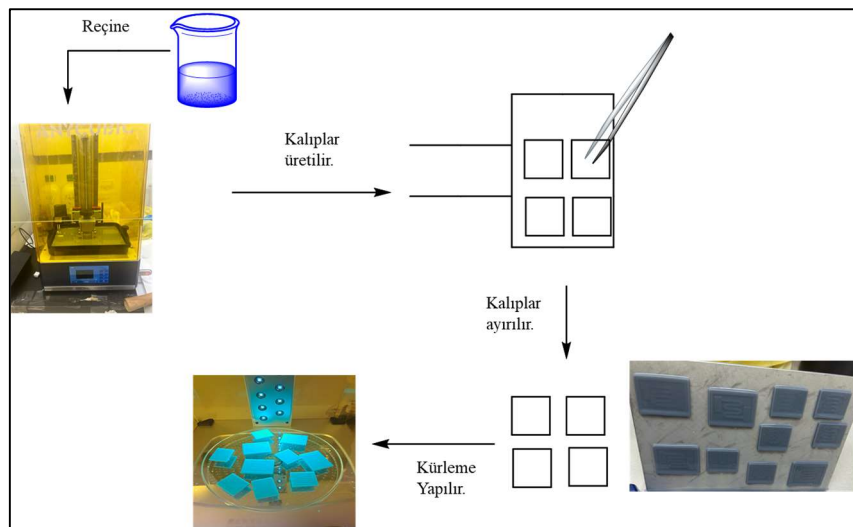 Reçine
Kalıplar
üretilir.
Kalıplar
ayırılır.
Kürleme
Yapılır.